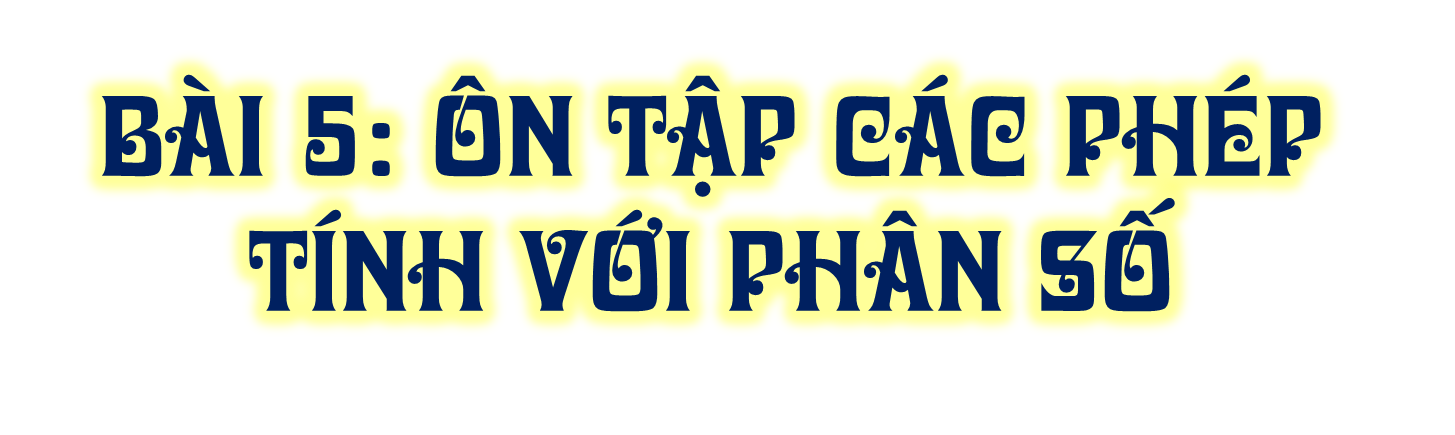 BÀI 5: ÔN TẬP CÁC PHÉP
TÍNH VỚI PHÂN SỐ